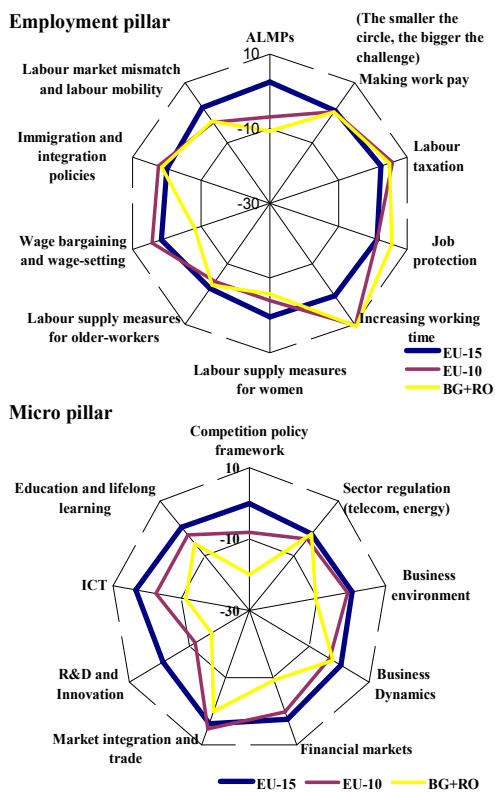 Employment pillar
(The smaller the
circle, the bigger the
challenge)
Making work pay
ALMPs
10
-10
-30
Labour market mismatch
and labour mobility
Labour
taxation
Immigration and
integration
policies
Job
protection
Wage bargaining
and wage-setting
Increasing working
time
Labour supply measures
for older-workers
Labour supply measures
for women
EU-15
EU-10
BG+RO
Micro pillar
Competition policy
framework
10
-10
-30
Education and lifelong
learning
Sector regulation
(telecom, energy)
ICT
Business
environment
R&D and
Innovation
Business
Dynamics
Market integration and
trade
Financial markets
EU-15
EU-10
BG+RO